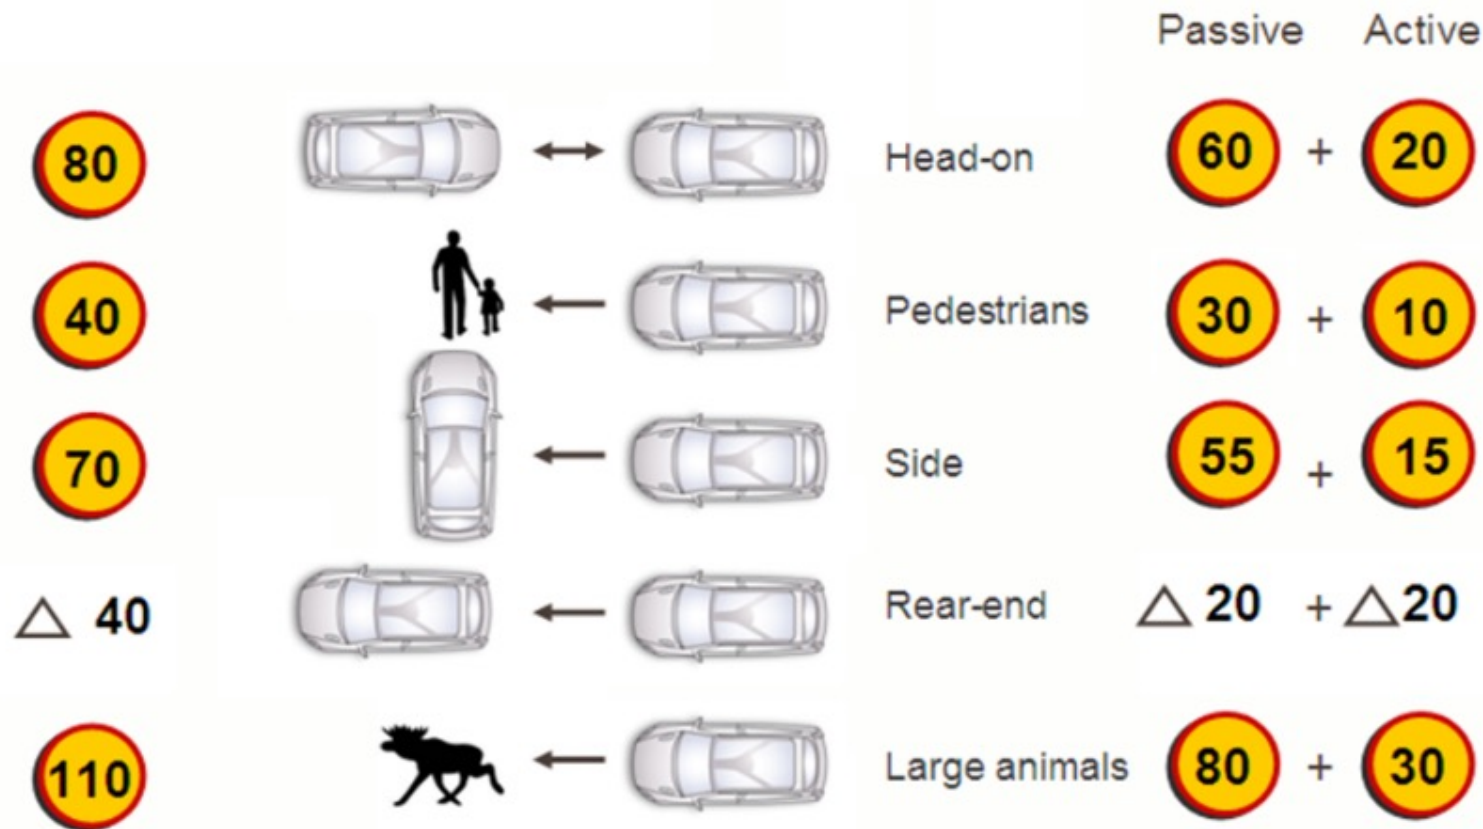 Passive Active
80 Head-on 60 + 20
40 Pedestrians 30 + 10
70 Side 55 + 15
△ 40 Rear-end △ 20 + △ 20
110 Large animals 80 + 30